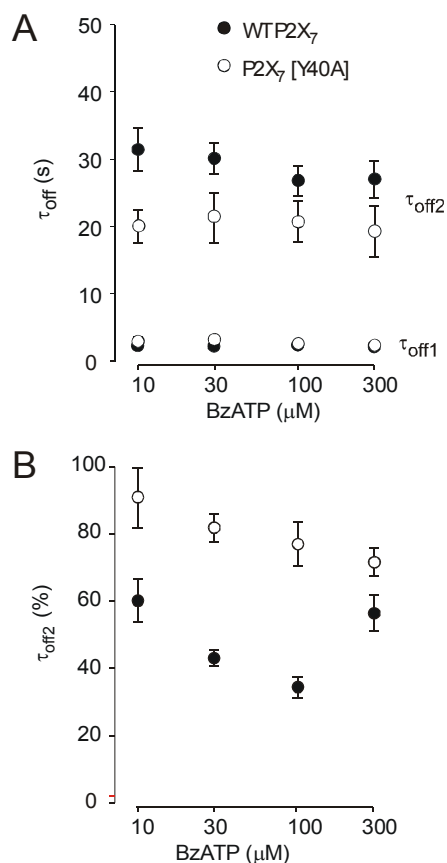 A
50
WTP2X7
P2X7 [Y40A]
40
30
τoff (s)
τoff2
20
10
τoff1
0
10 30 100 300
BzATP (μM)
B
100
80
60
τoff2 (%)
40
20
0
10 30 100 300
BzATP (μM)